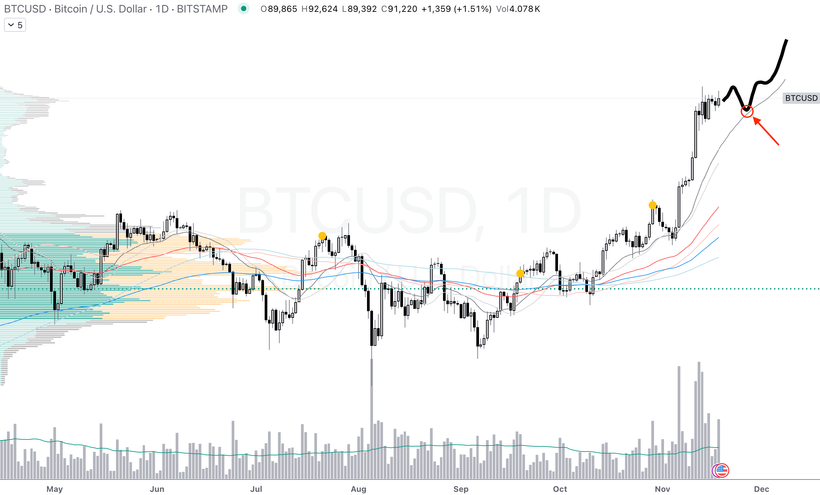 BTCUSD · Bitcoin / U.S. Dollar · 1D · BITSTAMP O89,865 H92,624 L89,392 C91,220 +1,359 (+1.51%) Vol4.078K
5
BTCUSD, 1D
BTCUSD
May Jun Jul Aug Sep Oct Nov Dec